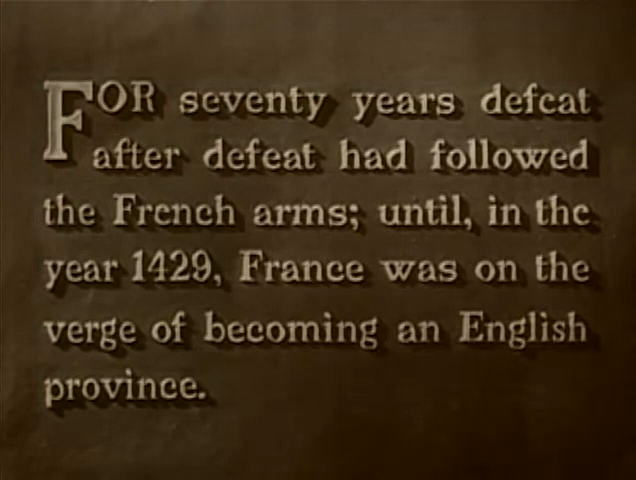 FOR seventy years defeat
after defeat had followed
the French arms; until, in the
year 1429, France was on the
verge of becoming an English
province.